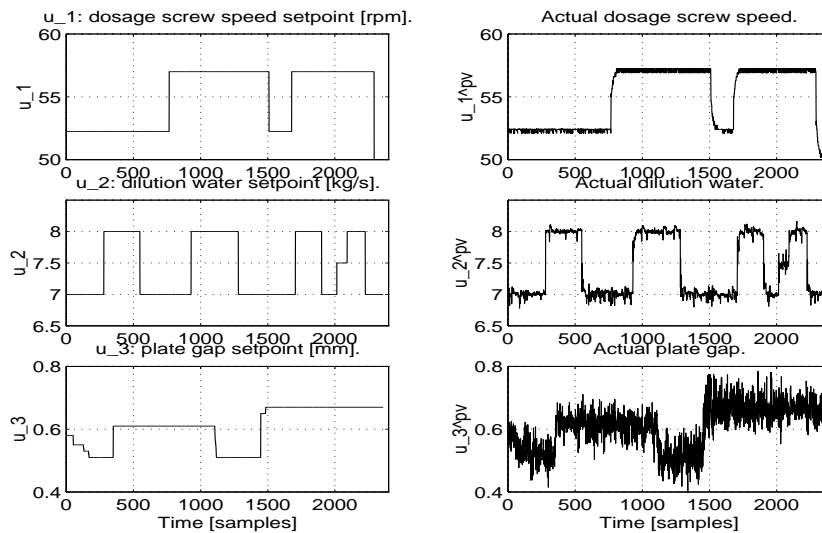 u_1: dosage screw speed setpoint [rpm].
60
55
50
u_1
0 500 1000 1500 2000
Actual dosage screw speed.
60
55
50
u_1^pv
0 500 1000 1500 2000
u_2: dilution water setpoint [kg/s].
8
7.5
7
6.5
u_2
0 500 1000 1500 2000
Actual dilution water.
8
7.5
7
6.5
u_2^pv
0 500 1000 1500 2000
u_3: plate gap setpoint [mm].
0.8
0.6
0.4
u_3
0 500 1000 1500 2000
Time [samples]
Actual plate gap.
0.8
0.6
0.4
u_3^pv
0 500 1000 1500 2000
Time [samples]